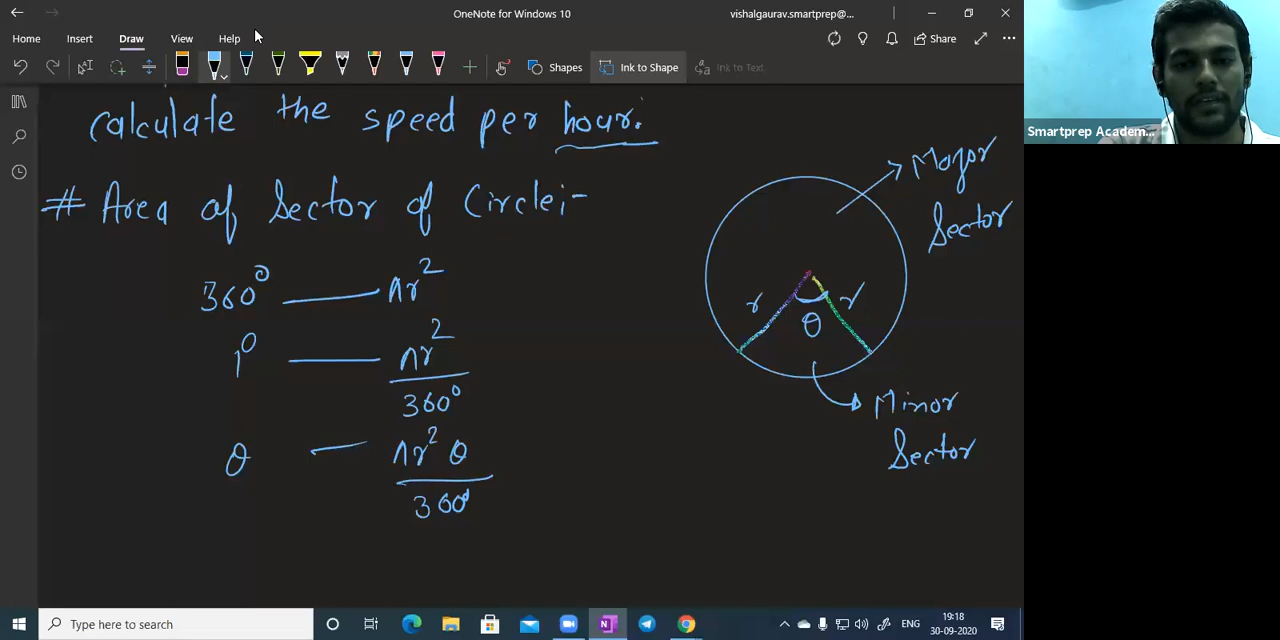 OneNote for Windows 10
vishalgaurav.smartprep@...
Home Insert Draw View Help
Share
Shapes
Ink to Shape
Ink to Text
Smartprep Academ...
calculate the speed per hour.
# Area of Sector of Circle:-
360° — πr²
1° — πr²
360°
θ — πr² θ
360°
Major
Sector
r r
θ
Minor
Sector
Type here to search
ENG
19:18
30-09-2020